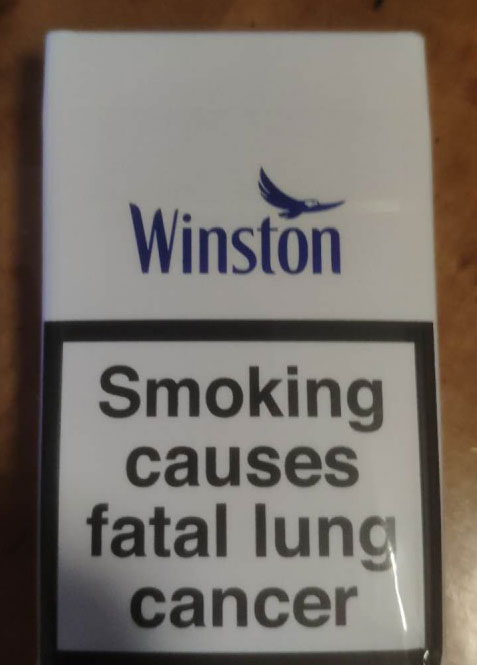 Winston
Smoking
causes
fatal lung
cancer